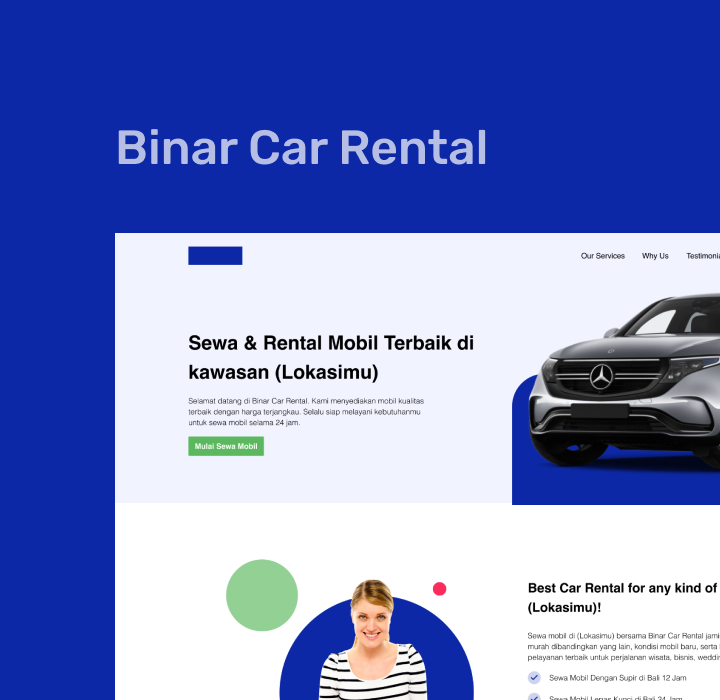 Binar Car Rental
Our Services Why Us
Sewa & Rental Mobil Terbaik di
kawasan (Lokasimu)
Selamat datang di Binar Car Rental. Kami menyediakan mobil kualitas
terbaik dengan harga terjangkau. Selalu siap melayani kebutuhanmu
untuk sewa mobil selama 24 jam.
Mulai Sewa Mobil
Best Car Rental for any kind of
(Lokasimu)!
Sewa mobil di (Lokasimu) bersama Binar Car Rental
murah dibandingkan yang lain, kondisi mobil baru, serta
pelayanan terbaik untuk perjalanan wisata, bisnis,
Sewa Mobil Dengan Supir di Bali 12 Jam
Sewa Mobil Lepas Kunci di Bali 24 Jam